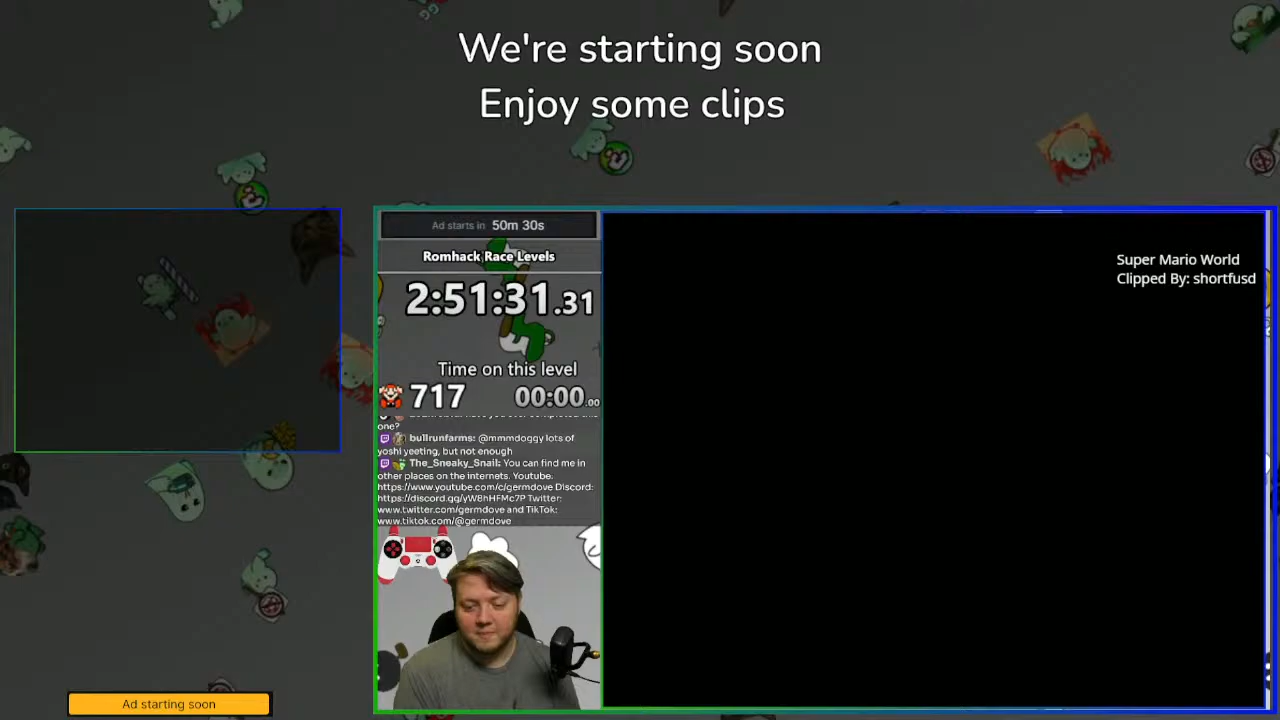 We're starting soon
Enjoy some clips
Ad starts in 50m 30s
Romhack Race Levels
2:51:31.31
Time on this level
717 00:00.00
one?
bullrunfarms: @mmmdoggy lots of
yoshi yeeting, but not enough
The_Sneaky_Snail: You can find me in
other places on the internets. Youtube:
https://www.youtube.com/c/germdove Discord:
https://discord.gg/yW8hHFMc7P Twitter:
www.twitter.com/germdove and TikTok:
www.tiktok.com/@germdove
Super Mario World
Clipped By: shortfusd
Ad starting soon